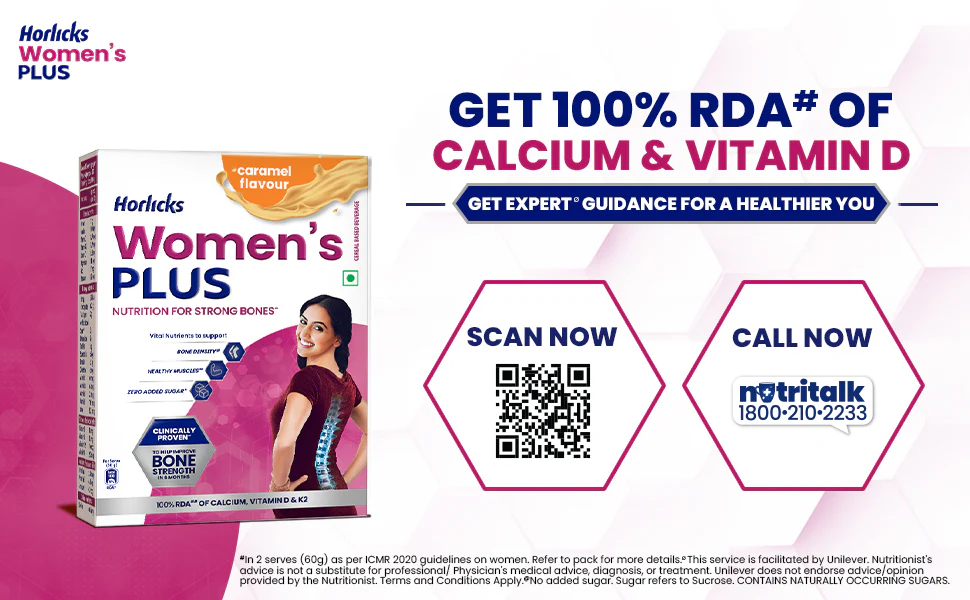 Horlicks
Women's
PLUS
GET 100% RDA# OF
CALCIUM & VITAMIN D
GET EXPERT∅ GUIDANCE FOR A HEALTHIER YOU
caramel
flavour
CEREAL BASED BEVERAGE
Horlicks
Women's
PLUS
NUTRITION FOR STRONG BONES
Vital Nutrients to support
BONE DENSITY
HEALTHY MUSCLES
ZERO ADDED SUGAR
CLINICALLY
PROVEN
TO HELP IMPROVE
BONE
STRENGTH
IN 6 MONTHS
100% RDA## OF CALCIUM, VITAMIN D & K2
SCAN NOW
CALL NOW
nutritalk
1800•210•2233
#In 2 serves (60g) as per ICMR 2020 guidelines on women. Refer to pack for more details.∅This service is facilitated by Unilever. Nutritionist's
advice is not a substitute for professional/ Physician's medical advice, diagnosis, or treatment. Unilever does not endorse advice/opinion
provided by the Nutritionist. Terms and Conditions Apply.@No added sugar. Sugar refers to Sucrose. CONTAINS NATURALLY OCCURRING SUGARS.